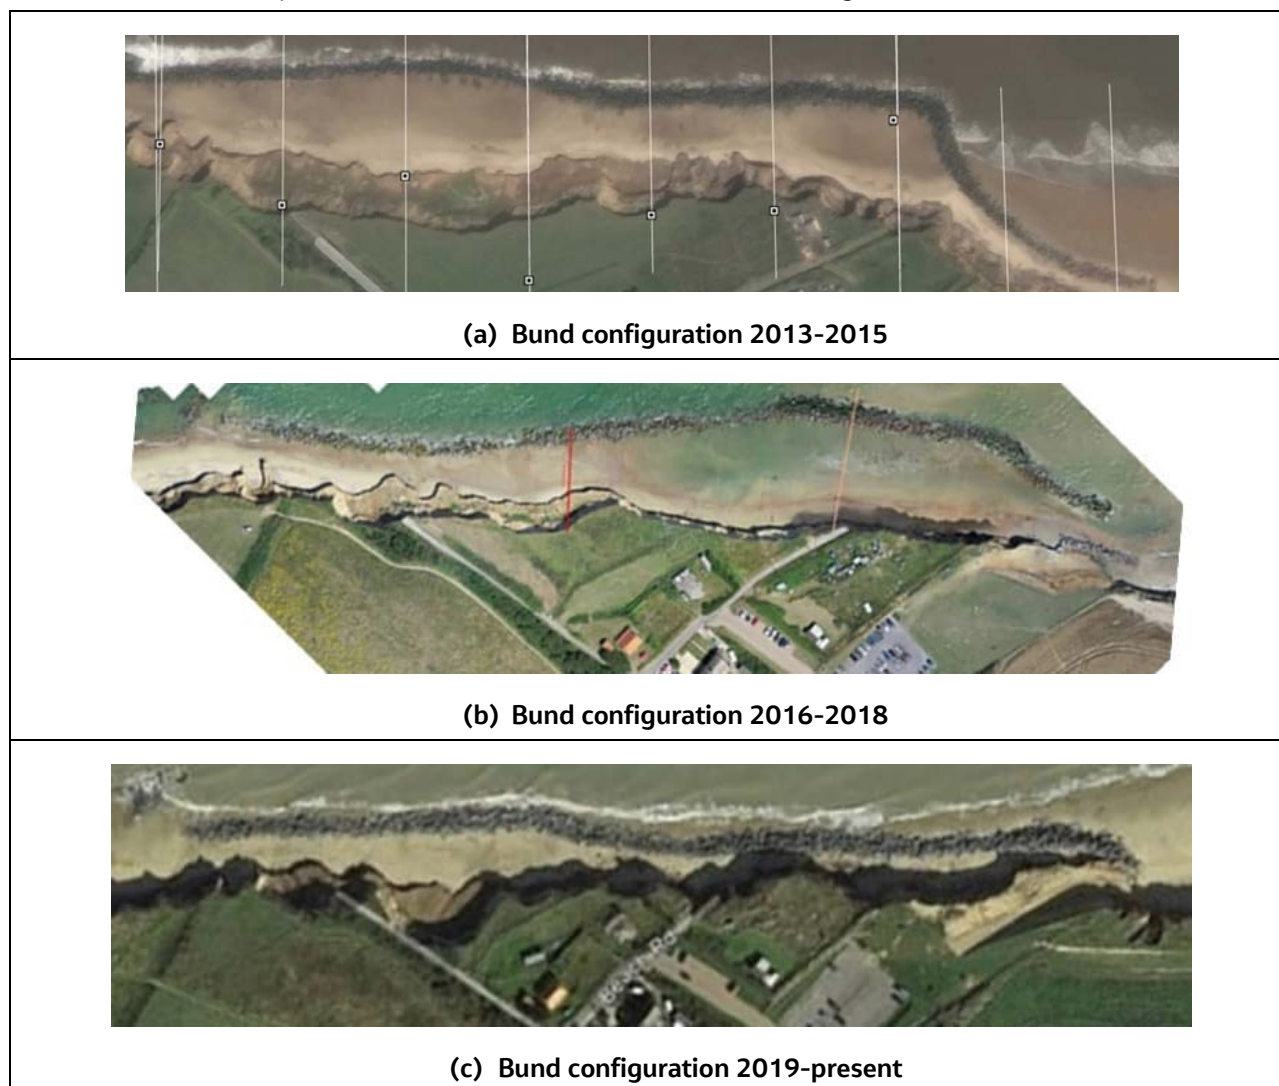 (a) Bund configuration 2013-2015
(b) Bund configuration 2016-2018
(c) Bund configuration 2019-present